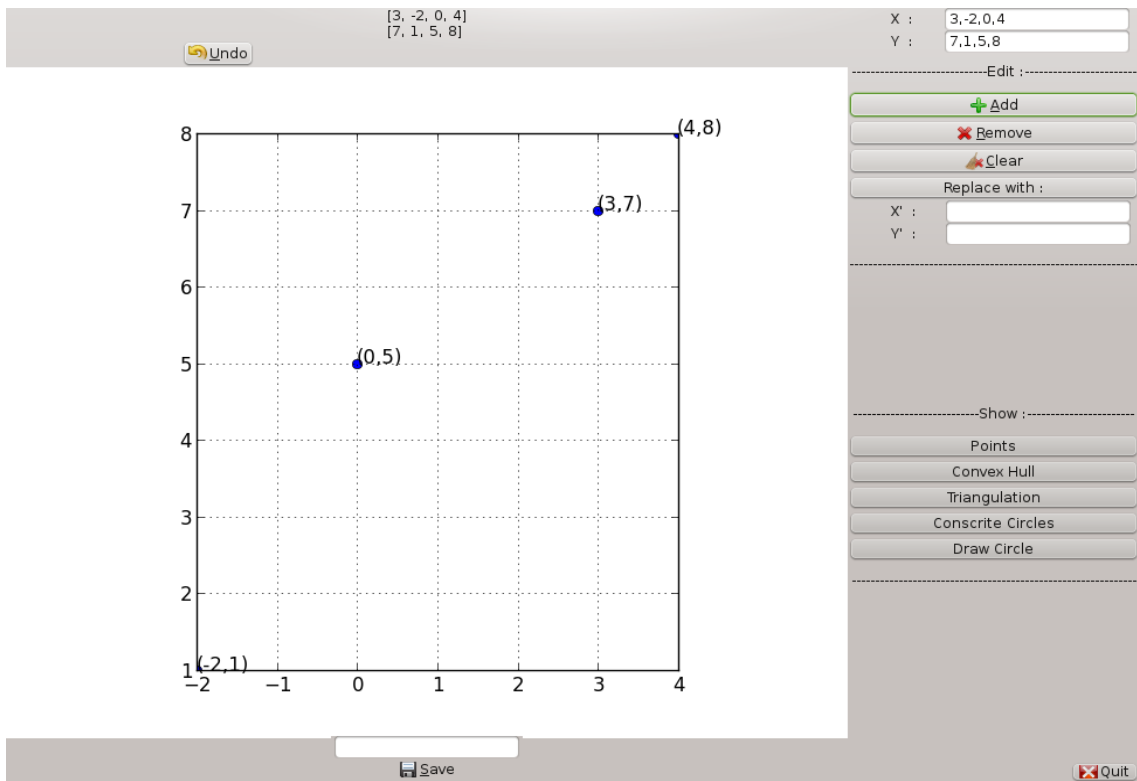 [3, -2, 0, 4]
[7, 1, 5, 8]
Undo
X : 3,-2,0,4
Y : 7,1,5,8
Edit :
Add
Remove
Clear
Replace with :
X' :
Y' :
(4,8)
8
(3,7)
7
6
(0,5)
5
4
3
2
(-2,1)
1
−2 −1 0 1 2 3 4
Show :
Points
Convex Hull
Triangulation
Conscrite Circles
Draw Circle
Save
Quit